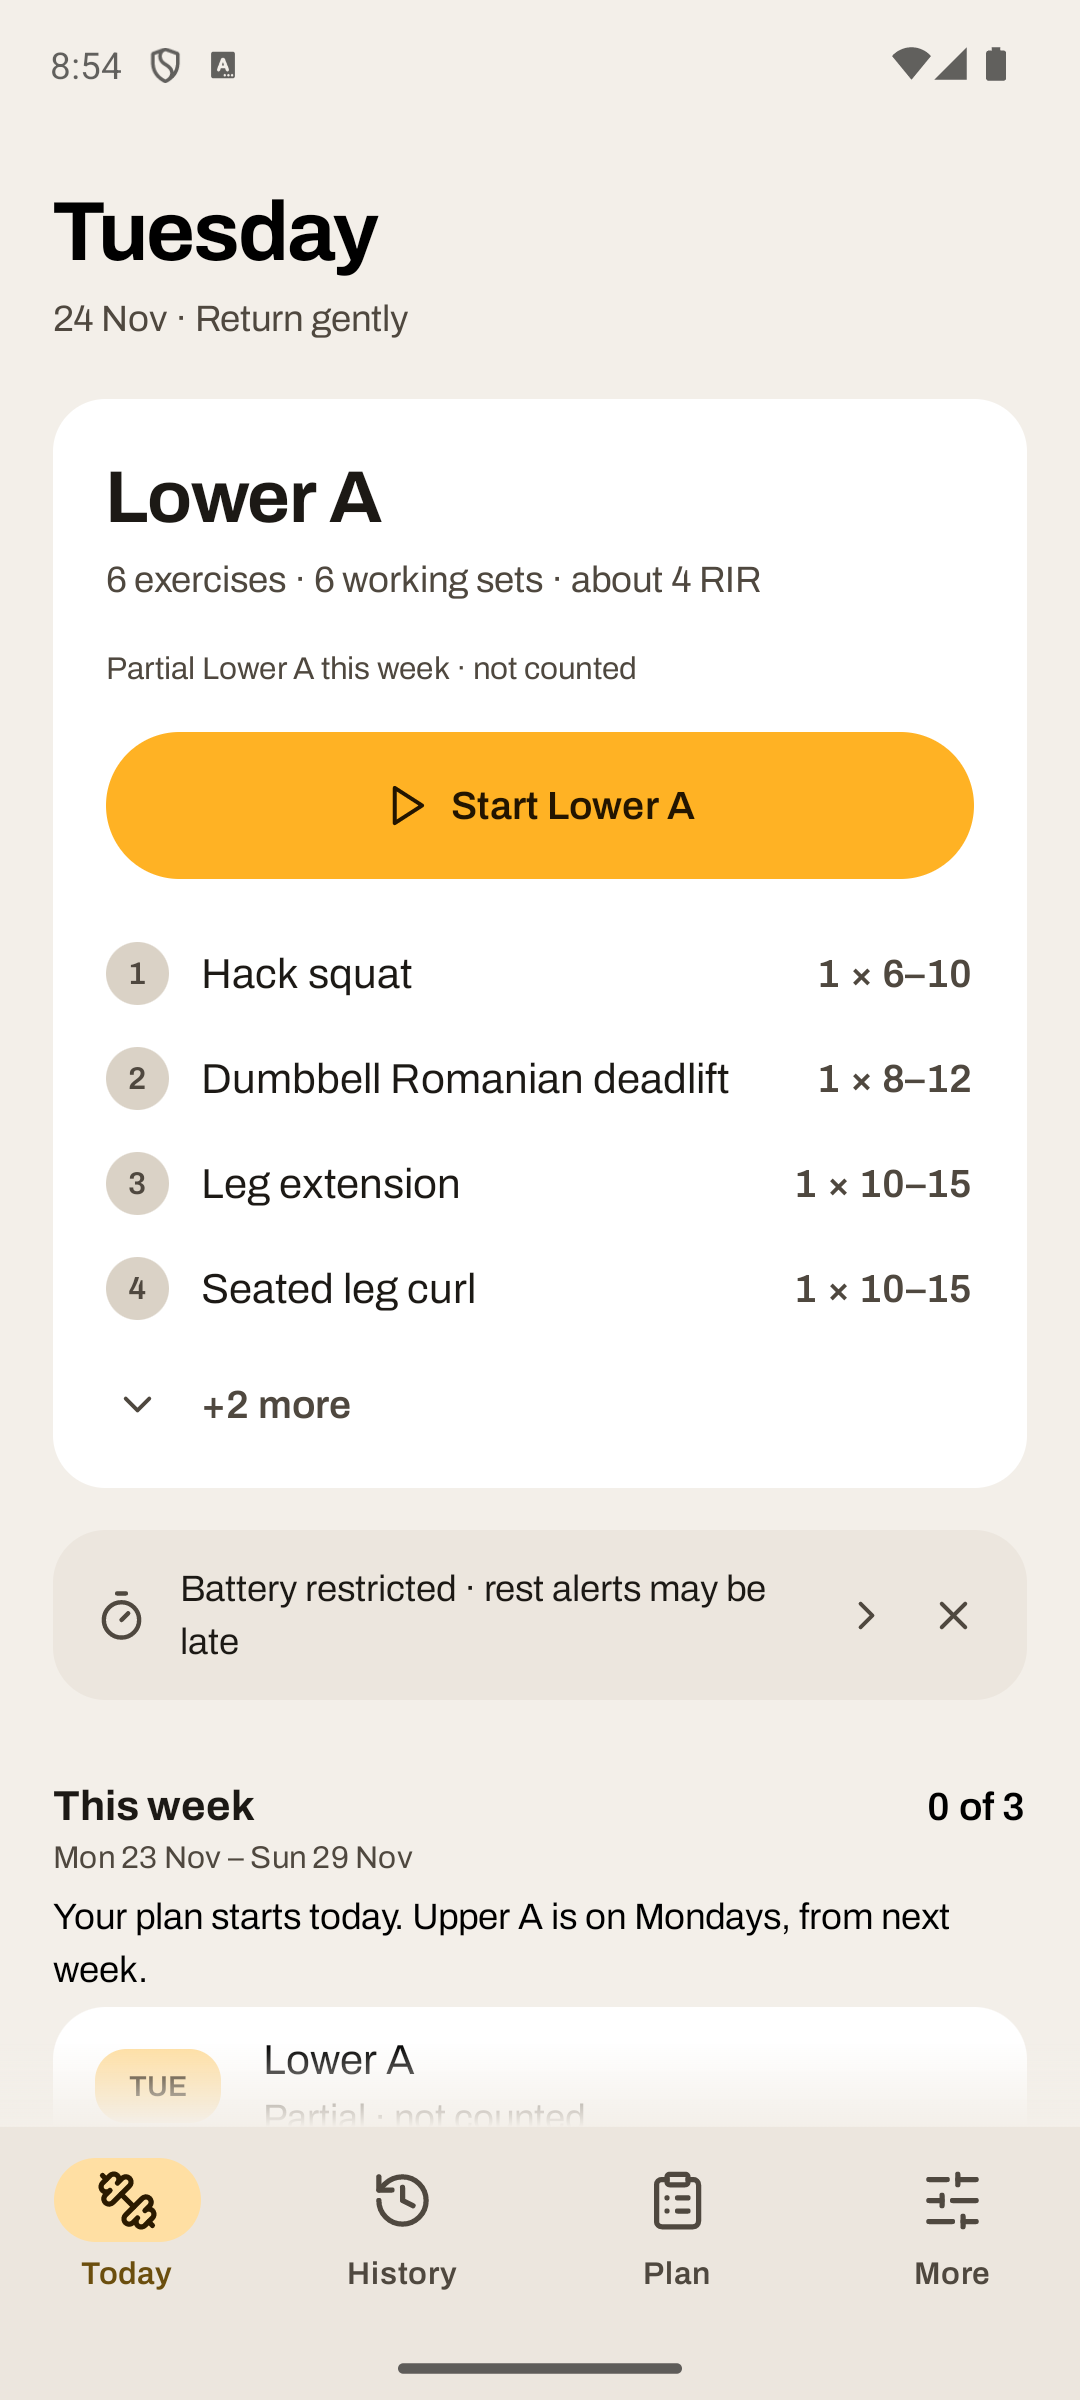 8:54
Tuesday
24 Nov · Return gently
Lower A
6 exercises · 6 working sets · about 4 RIR
Partial Lower A this week · not counted
Start Lower A
1 Hack squat 1 × 6–10
2 Dumbbell Romanian deadlift 1 × 8–12
3 Leg extension 1 × 10–15
4 Seated leg curl 1 × 10–15
+2 more
Battery restricted · rest alerts may be
late
This week 0 of 3
Mon 23 Nov – Sun 29 Nov
Your plan starts today. Upper A is on Mondays, from next
week.
TUE Lower A
Partial · not counted
Today History Plan More